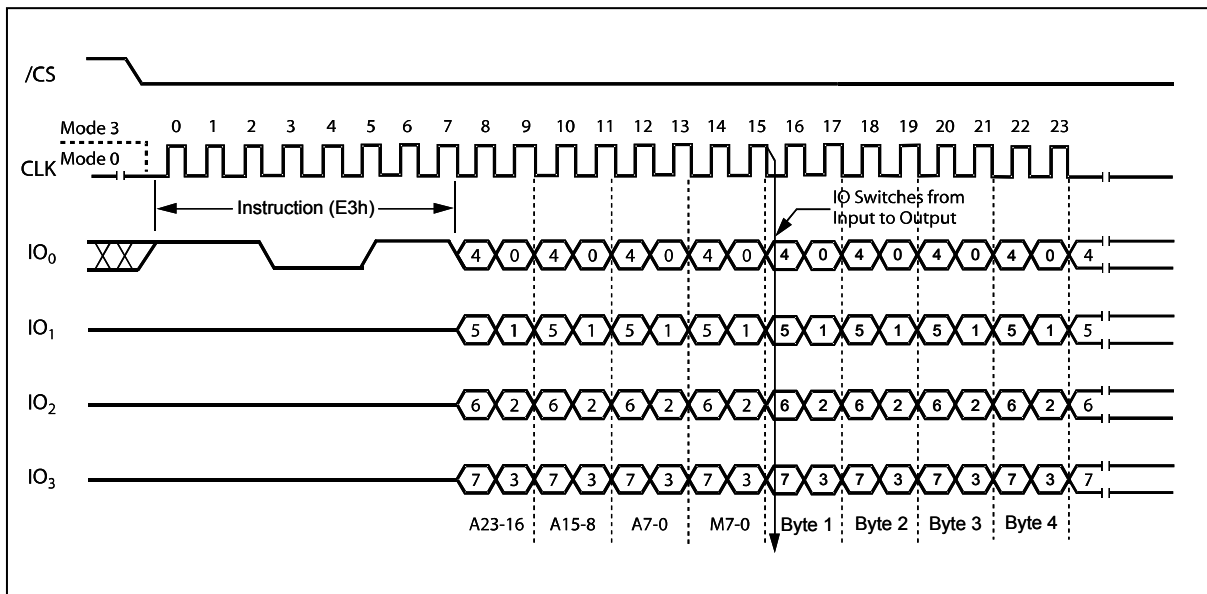 /CS
Mode 3
0 1 2 3 4 5 6 7 8 9 10 11 12 13 14 15 16 17 18 19 20 21 22 23
Mode 0
CLK
Instruction (E3h)
IO Switches from
Input to Output
IO0
4 0 4 0 4 0 4 0 4 0 4 0 4 0 4 0 4
IO1
5 1 5 1 5 1 5 1 5 1 5 1 5 1 5 1 5
IO2
6 2 6 2 6 2 6 2 6 2 6 2 6 2 6 2 6
IO3
7 3 7 3 7 3 7 3 7 3 7 3 7 3 7 3 7
A23-16 A15-8 A7-0 M7-0 Byte 1 Byte 2 Byte 3 Byte 4